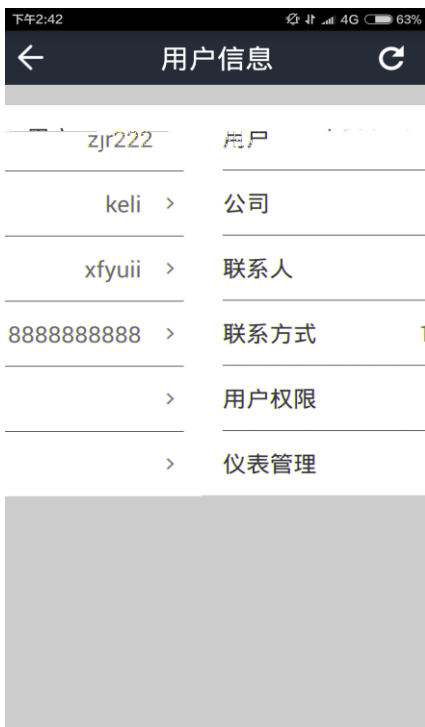 下午2:42 4G 63%
用户信息
zjr222 用户
keli > 公司
xfyuii > 联系人
8888888888 > 联系方式 1
> 用户权限
> 仪表管理